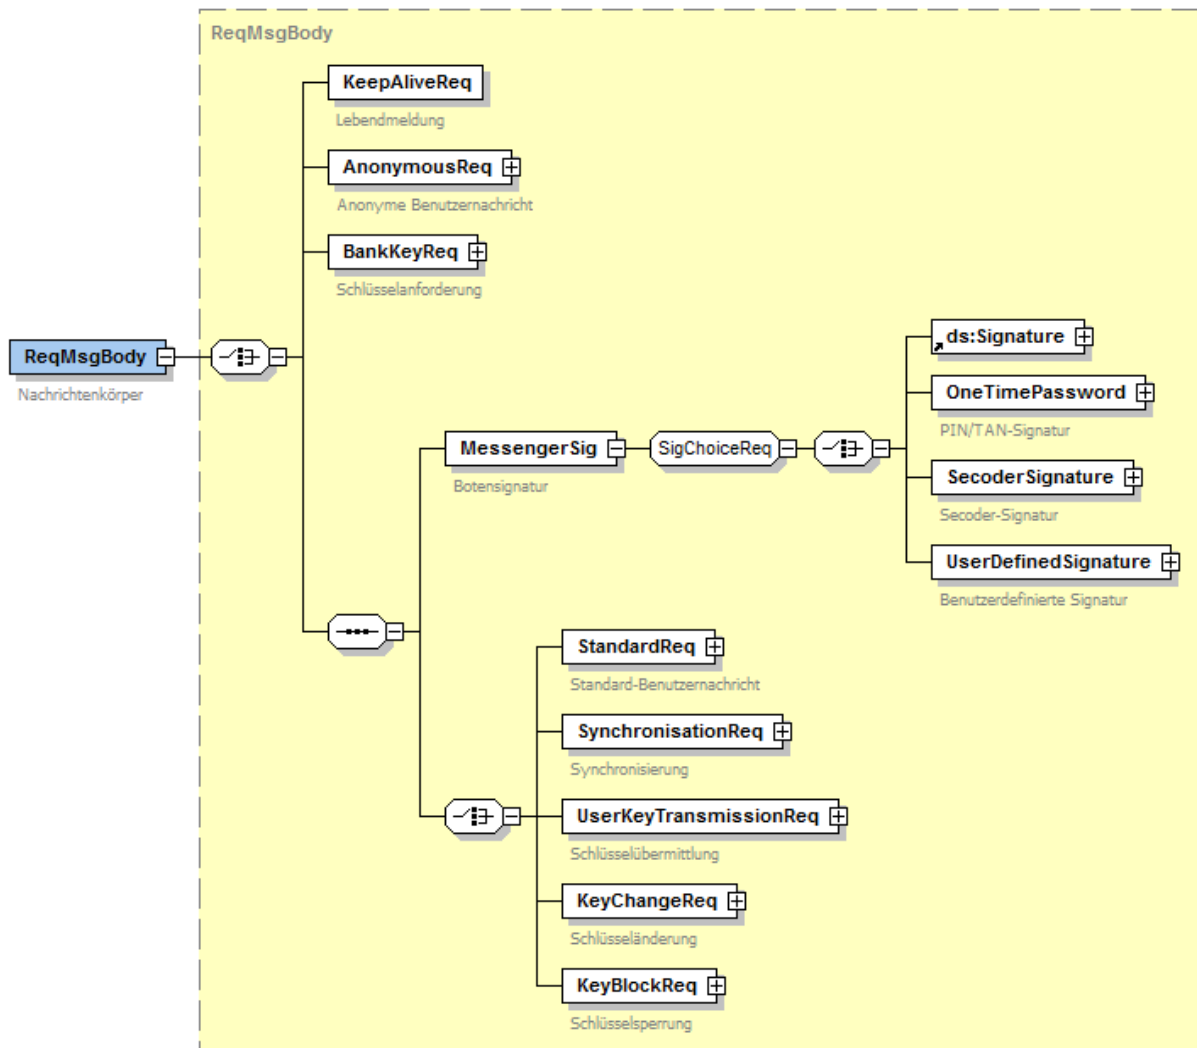 ReqMsgBody
KeepAliveReq
Lebendmeldung
AnonymousReq
Anonyme Benutzernachricht
BankKeyReq
Schlüsselanforderung
ReqMsgBody
Nachrichtenkörper
ds:Signature
OneTimePassword
PIN/TAN-Signatur
MessengerSig
Botensignatur
SigChoiceReq
SecoderSignature
Secoder-Signatur
UserDefinedSignature
Benutzerdefinierte Signatur
StandardReq
Standard-Benutzernachricht
SynchronisationReq
Synchronisierung
UserKeyTransmissionReq
Schlüsselübermittlung
KeyChangeReq
Schlüsseländerung
KeyBlockReq
Schlüsselsperrung